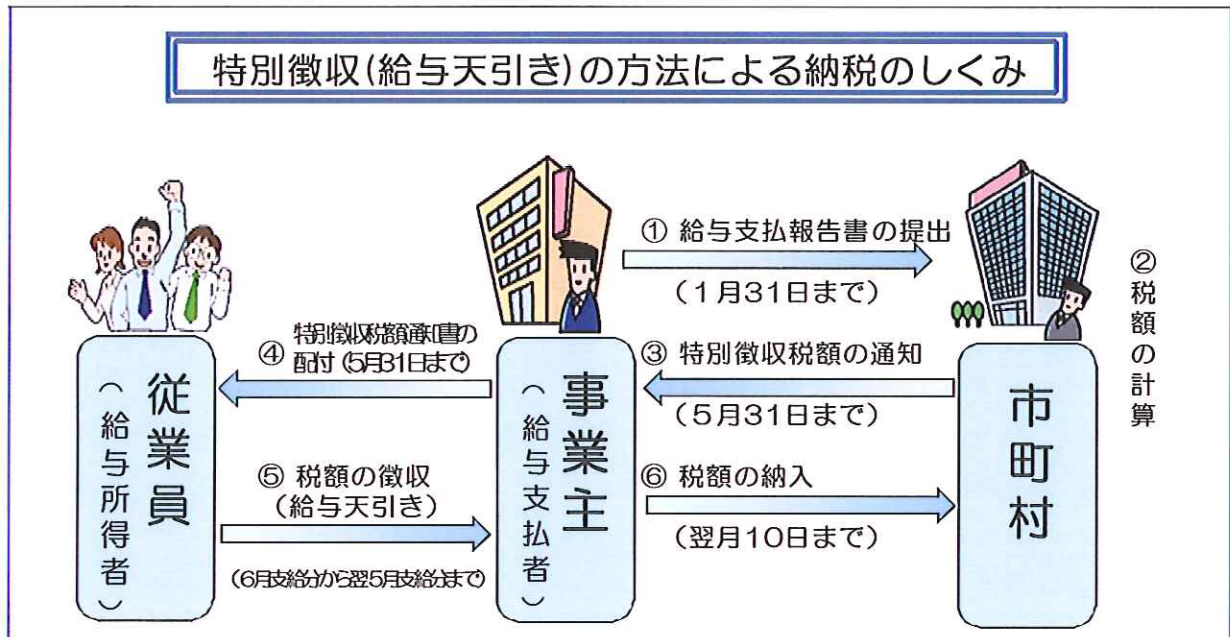 特別徴収(給与天引き)の方法による納税のしくみ
① 給与支払報告書の提出
(1月31日まで)
②税額の計算
③ 特別徴収税額の通知
(5月31日まで)
④ 特別徴収税額通知書の
配付(5月31日まで)
⑤ 税額の徴収
(給与天引き)
(6月支給分から翌5月支給分まで)
⑥ 税額の納入
(翌月10日まで)
従業員
(給与所得者)
事業主
(給与支払者)
市町村